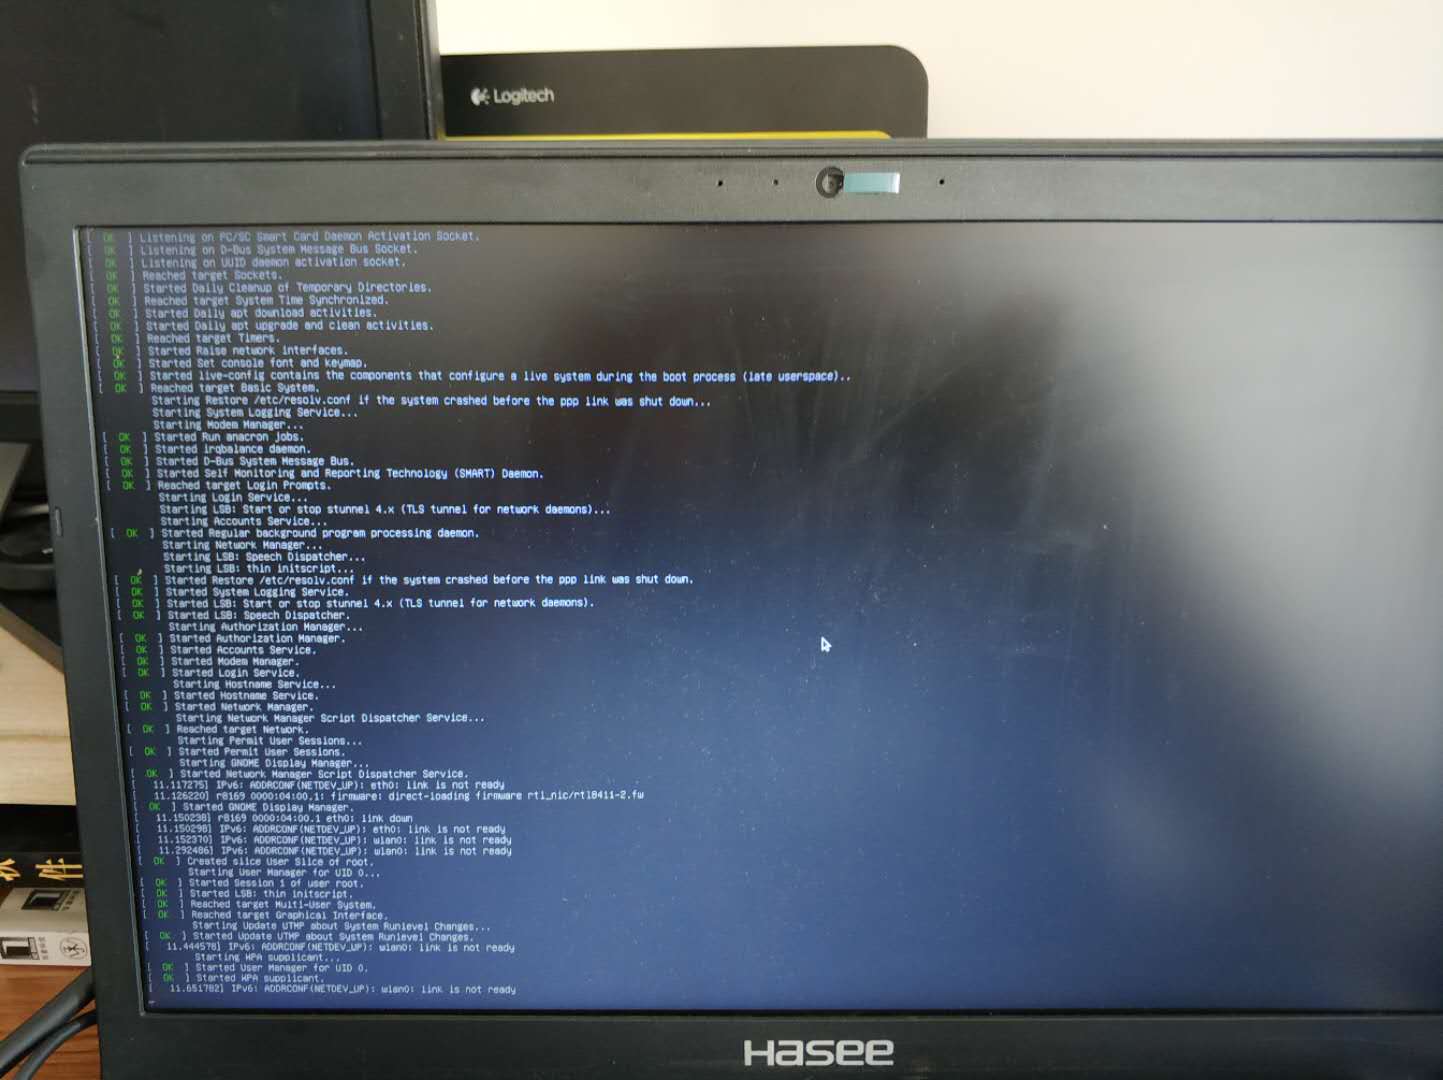 Logitech
[ OK ] Listening on PC/SC Smart Card Daemon Activation Socket.
[ OK ] Listening on D-Bus System Message Bus Socket.
[ OK ] Listening on UUID daemon activation socket.
[ OK ] Reached target Sockets.
[ OK ] Started Daily Cleanup of Temporary Directories.
[ OK ] Reached target System Time Synchronized.
[ OK ] Started Daily apt download activities.
[ OK ] Started Daily apt upgrade and clean activities.
[ OK ] Reached target Timers.
[ OK ] Started Raise network interfaces.
[ OK ] Started Set console font and keymap.
[ OK ] Started live-config contains the components that configure a live system during the boot process (late userspace)..
[ OK ] Reached target Basic System.
Starting Restore /etc/resolv.conf if the system crashed before the ppp link was shut down...
Starting System Logging Service...
Starting Modem Manager...
[ OK ] Started Run anacron jobs.
[ OK ] Started irqbalance daemon.
[ OK ] Started D-Bus System Message Bus.
[ OK ] Started Self Monitoring and Reporting Technology (SMART) Daemon.
[ OK ] Reached target Login Prompts.
Starting Login Service...
Starting LSB: Start or stop stunnel 4.x (TLS tunnel for network daemons)...
Starting Accounts Service...
[ OK ] Started Regular background program processing daemon.
Starting Network Manager...
Starting LSB: Speech Dispatcher...
Starting LSB: thin initscript...
[ OK ] Started Restore /etc/resolv.conf if the system crashed before the ppp link was shut down.
[ OK ] Started System Logging Service.
[ OK ] Started LSB: Start or stop stunnel 4.x (TLS tunnel for network daemons).
[ OK ] Started LSB: Speech Dispatcher.
Starting Authorization Manager...
[ OK ] Started Authorization Manager.
[ OK ] Started Accounts Service.
[ OK ] Started Modem Manager.
[ OK ] Started Login Service.
Starting Hostname Service...
[ OK ] Started Hostname Service.
[ OK ] Started Network Manager.
Starting Network Manager Script Dispatcher Service...
[ OK ] Reached target Network.
Starting Permit User Sessions...
[ OK ] Started Permit User Sessions.
Starting GNOME Display Manager...
[ OK ] Started Network Manager Script Dispatcher Service.
[ 11.117275] IPv6: ADDRCONF(NETDEV_UP): eth0: link is not ready
[ 11.126220] r8169 0000:04:00.1: firmware: direct-loading firmware rtl_nic/rtl8411-2.fw
[ OK ] Started GNOME Display Manager.
[ 11.150238] r8169 0000:04:00.1 eth0: link down
[ 11.150298] IPv6: ADDRCONF(NETDEV_UP): eth0: link is not ready
[ 11.152370] IPv6: ADDRCONF(NETDEV_UP): wlan0: link is not ready
[ 11.292486] IPv6: ADDRCONF(NETDEV_UP): wlan0: link is not ready
[ OK ] Created slice User Slice of root.
Starting User Manager for UID 0...
[ OK ] Started Session 1 of user root.
[ OK ] Started LSB: thin initscript.
[ OK ] Reached target Multi-User System.
[ OK ] Reached target Graphical Interface.
Starting Update UTMP about System Runlevel Changes...
[ OK ] Started Update UTMP about System Runlevel Changes.
[ 11.444578] IPv6: ADDRCONF(NETDEV_UP): wlan0: link is not ready
Starting WPA supplicant...
[ OK ] Started User Manager for UID 0.
[ OK ] Started WPA supplicant.
[ 11.651782] IPv6: ADDRCONF(NETDEV_UP): wlan0: link is not ready
件
Hasee